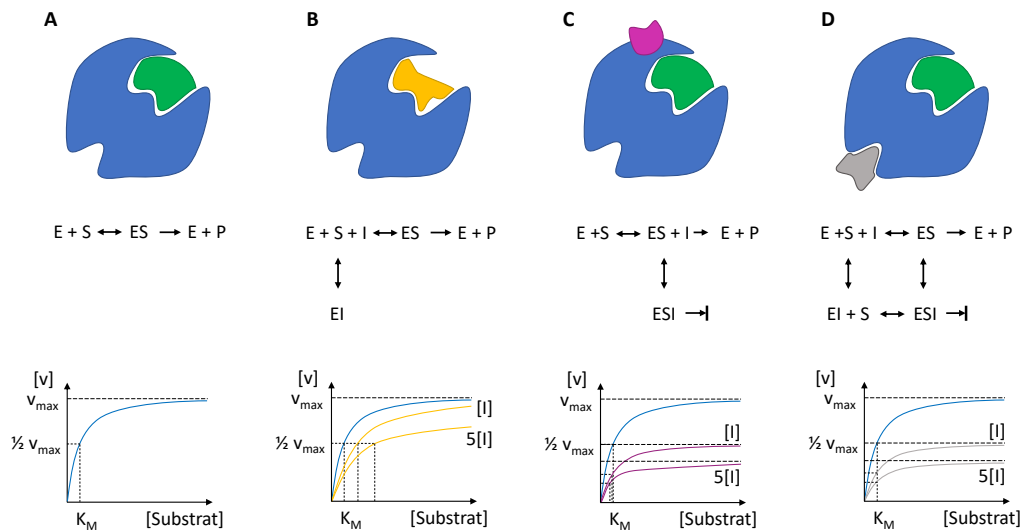 A
B
C
D
E + S ↔ ES → E + P
E + S + I ↔ ES → E + P
E +S ↔ ES + I → E + P
E +S + I ↔ ES → E + P
EI
ESI
EI + S ↔ ESI
[v]
vmax
½ vmax
KM
[Substrat]
[v]
vmax
½ vmax
[I]
5[I]
KM
[Substrat]
[v]
vmax
½ vmax
[I]
5[I]
KM
[Substrat]
[v]
vmax
½ vmax
[I]
5[I]
KM
[Substrat]